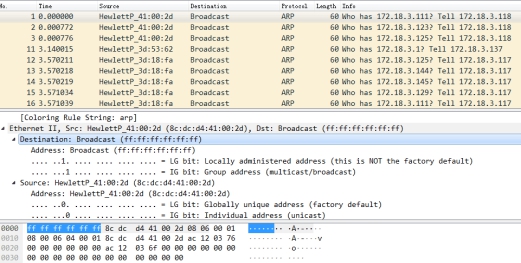 No. Time Source Destination Protocol Length Info
1 0.000000 HewlettP_41:00:2d Broadcast ARP 60 Who has 172.18.3.111? Tell 172.18.3.118
2 0.000772 HewlettP_41:00:2d Broadcast ARP 60 Who has 172.18.3.123? Tell 172.18.3.118
3 0.000776 HewlettP_41:00:2d Broadcast ARP 60 Who has 172.18.3.125? Tell 172.18.3.118
11 3.140015 HewlettP_3d:53:62 Broadcast ARP 60 Who has 172.18.3.1? Tell 172.18.3.137
12 3.570211 HewlettP_3d:18:fa Broadcast ARP 60 Who has 172.18.3.125? Tell 172.18.3.117
13 3.570218 HewlettP_3d:18:fa Broadcast ARP 60 Who has 172.18.3.144? Tell 172.18.3.117
14 3.570219 HewlettP_3d:18:fa Broadcast ARP 60 Who has 172.18.3.145? Tell 172.18.3.117
15 3.571034 HewlettP_3d:18:fa Broadcast ARP 60 Who has 172.18.3.129? Tell 172.18.3.117
16 3.571039 HewlettP_3d:18:fa Broadcast ARP 60 Who has 172.18.3.111? Tell 172.18.3.117
[Coloring Rule String: arp]
Ethernet II, Src: HewlettP_41:00:2d (8c:dc:d4:41:00:2d), Dst: Broadcast (ff:ff:ff:ff:ff:ff)
Destination: Broadcast (ff:ff:ff:ff:ff:ff)
Address: Broadcast (ff:ff:ff:ff:ff:ff)
.... ..1. .... .... .... .... = LG bit: Locally administered address (this is NOT the factory default)
.... ...1 .... .... .... .... = IG bit: Group address (multicast/broadcast)
Source: HewlettP_41:00:2d (8c:dc:d4:41:00:2d)
Address: HewlettP_41:00:2d (8c:dc:d4:41:00:2d)
.... ..0. .... .... .... .... = LG bit: Globally unique address (factory default)
.... ...0 .... .... .... .... = IG bit: Individual address (unicast)
0000 ff ff ff ff ff ff 8c dc d4 41 00 2d 08 06 00 01 ········ ·A·-····
0010 08 00 06 04 00 01 8c dc d4 41 00 2d ac 12 03 76 ········ ·A·-···v
0020 00 00 00 00 00 00 ac 12 03 6f 00 00 00 00 00 00 ········ ·o······
0030 00 00 00 00 00 00 00 00 00 00 00 00 ········ ····